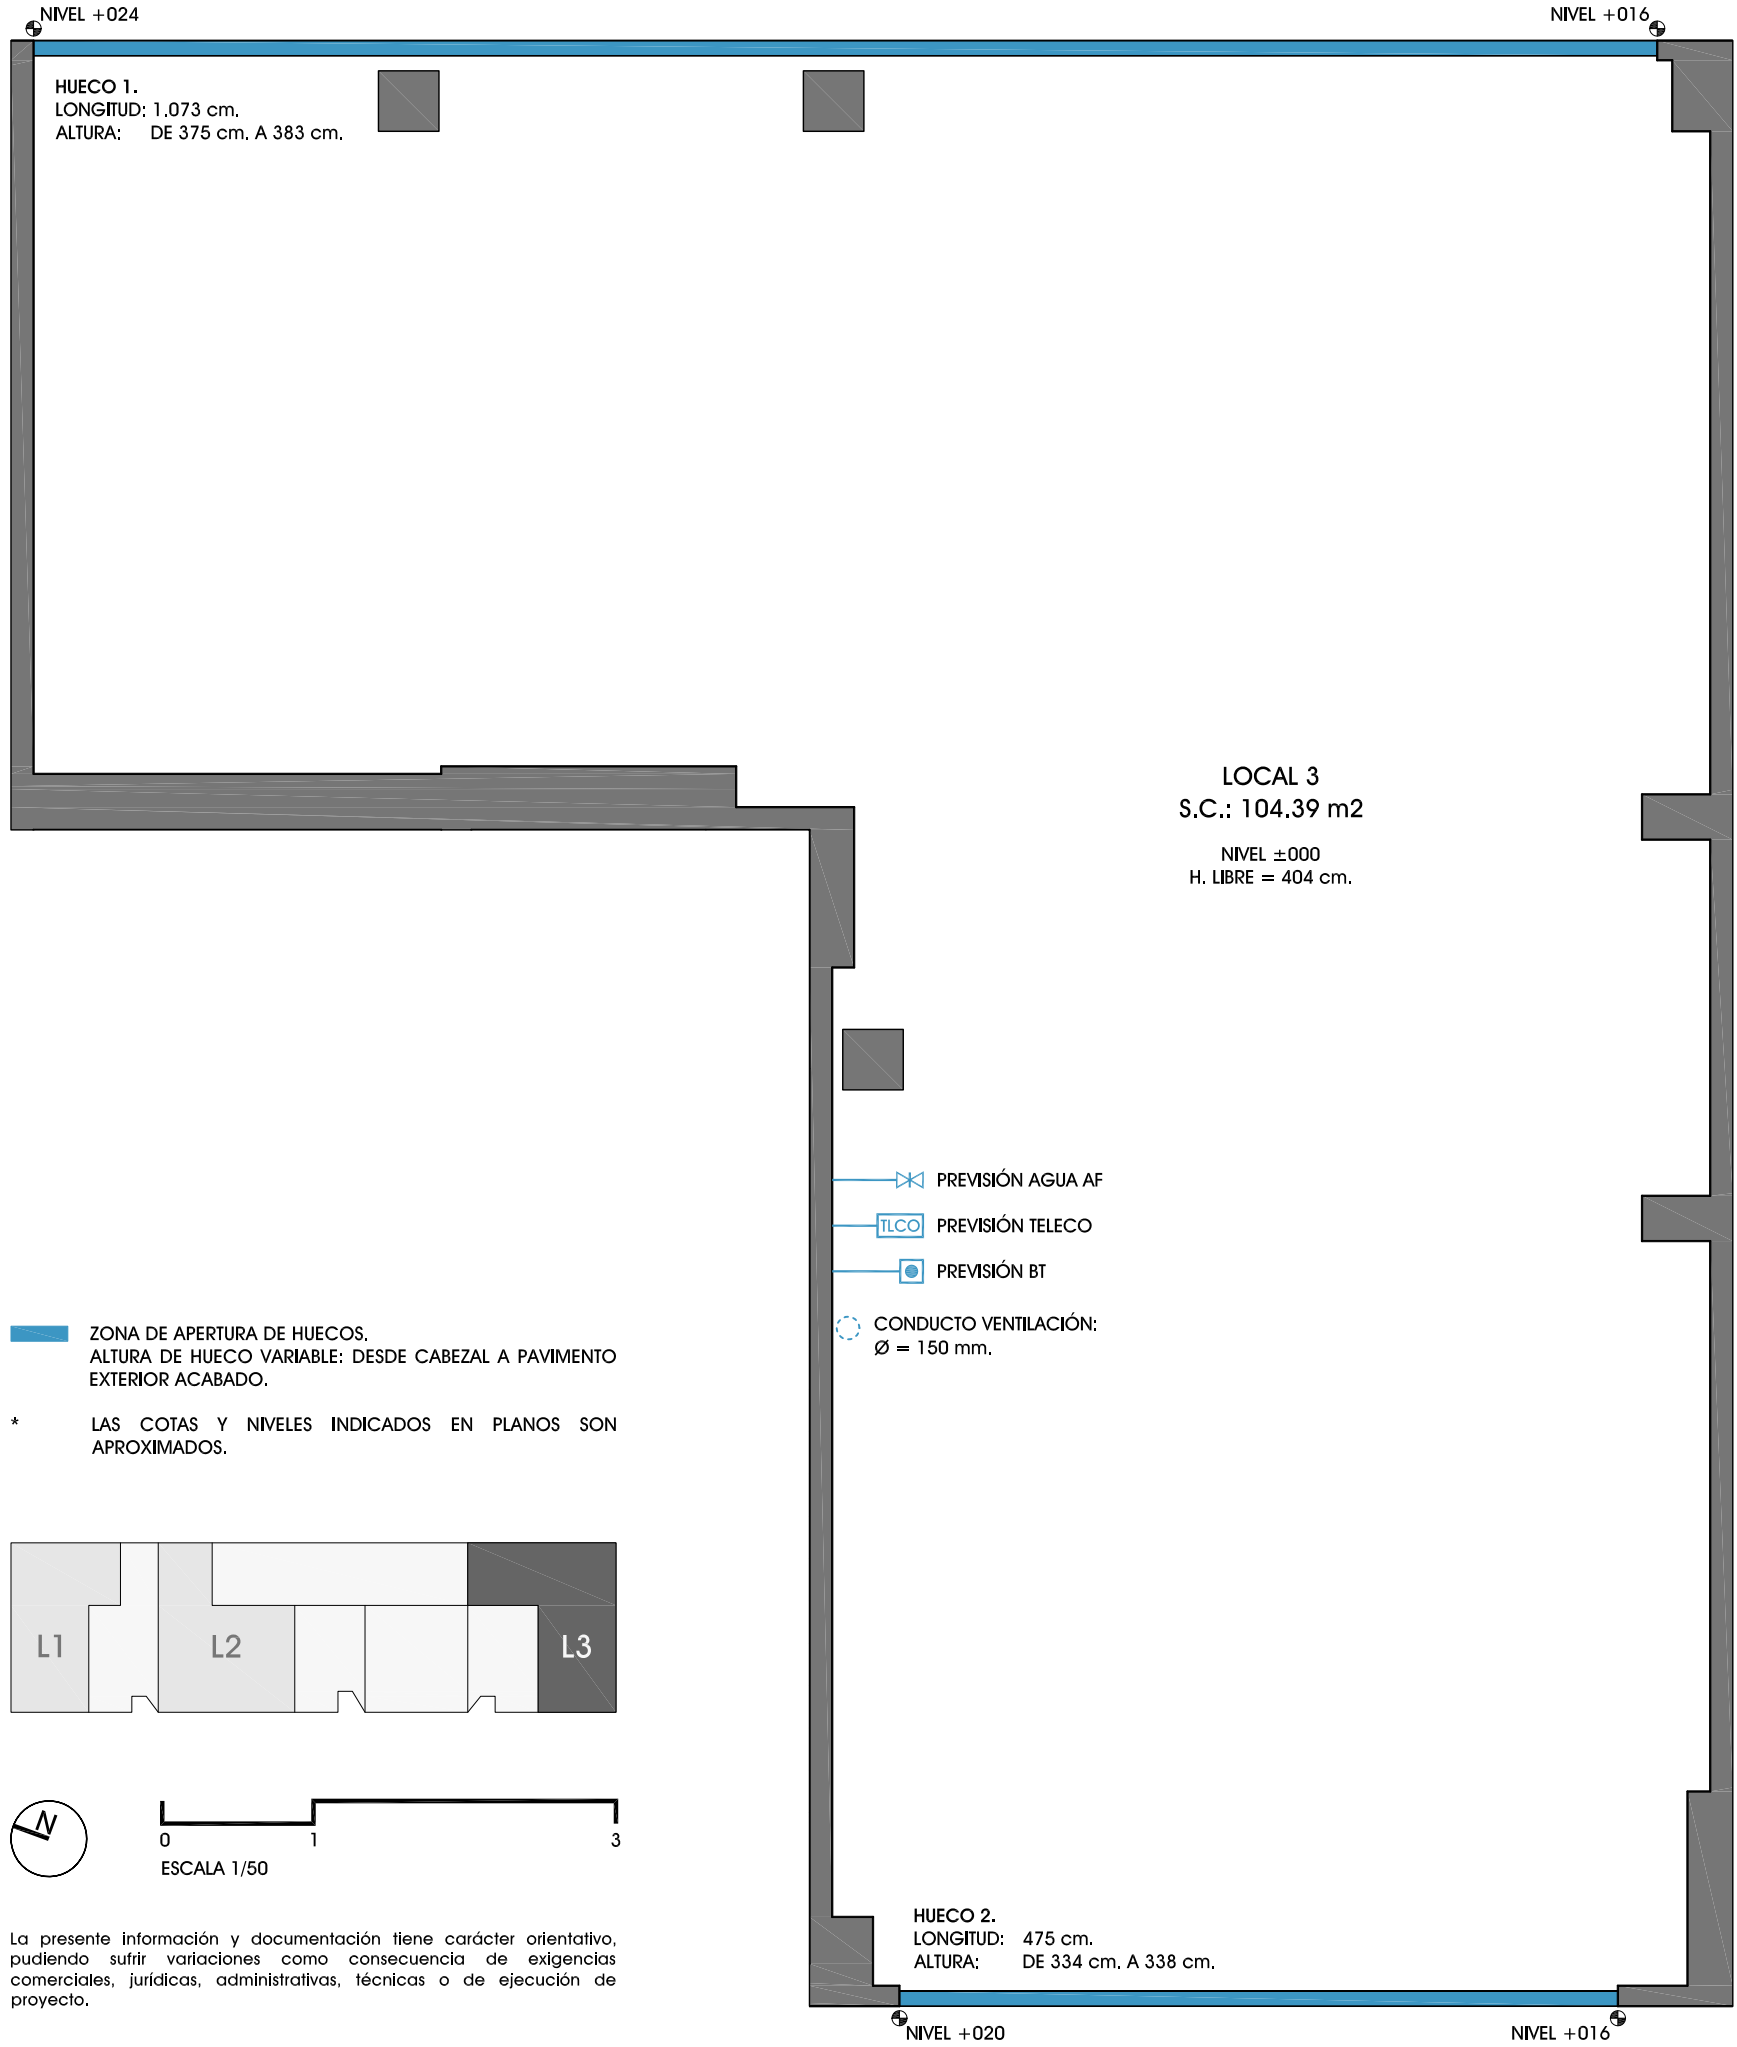 NIVEL +024
NIVEL +016
HUECO 1.
LONGITUD: 1.073 cm.
ALTURA: DE 375 cm. A 383 cm.
LOCAL 3
S.C.: 104.39 m2
NIVEL ±000
H. LIBRE = 404 cm.
PREVISIÓN AGUA AF
TLCO PREVISIÓN TELECO
PREVISIÓN BT
CONDUCTO VENTILACIÓN:
Ø = 150 mm.
ZONA DE APERTURA DE HUECOS.
ALTURA DE HUECO VARIABLE: DESDE CABEZAL A PAVIMENTO
EXTERIOR ACABADO.
* LAS COTAS Y NIVELES INDICADOS EN PLANOS SON
APROXIMADOS.
L1 L2 L3
N
0 1 3
ESCALA 1/50
La presente información y documentación tiene carácter orientativo,
pudiendo sufrir variaciones como consecuencia de exigencias
comerciales, jurídicas, administrativas, técnicas o de ejecución de
proyecto.
HUECO 2.
LONGITUD: 475 cm.
ALTURA: DE 334 cm. A 338 cm.
NIVEL +020
NIVEL +016